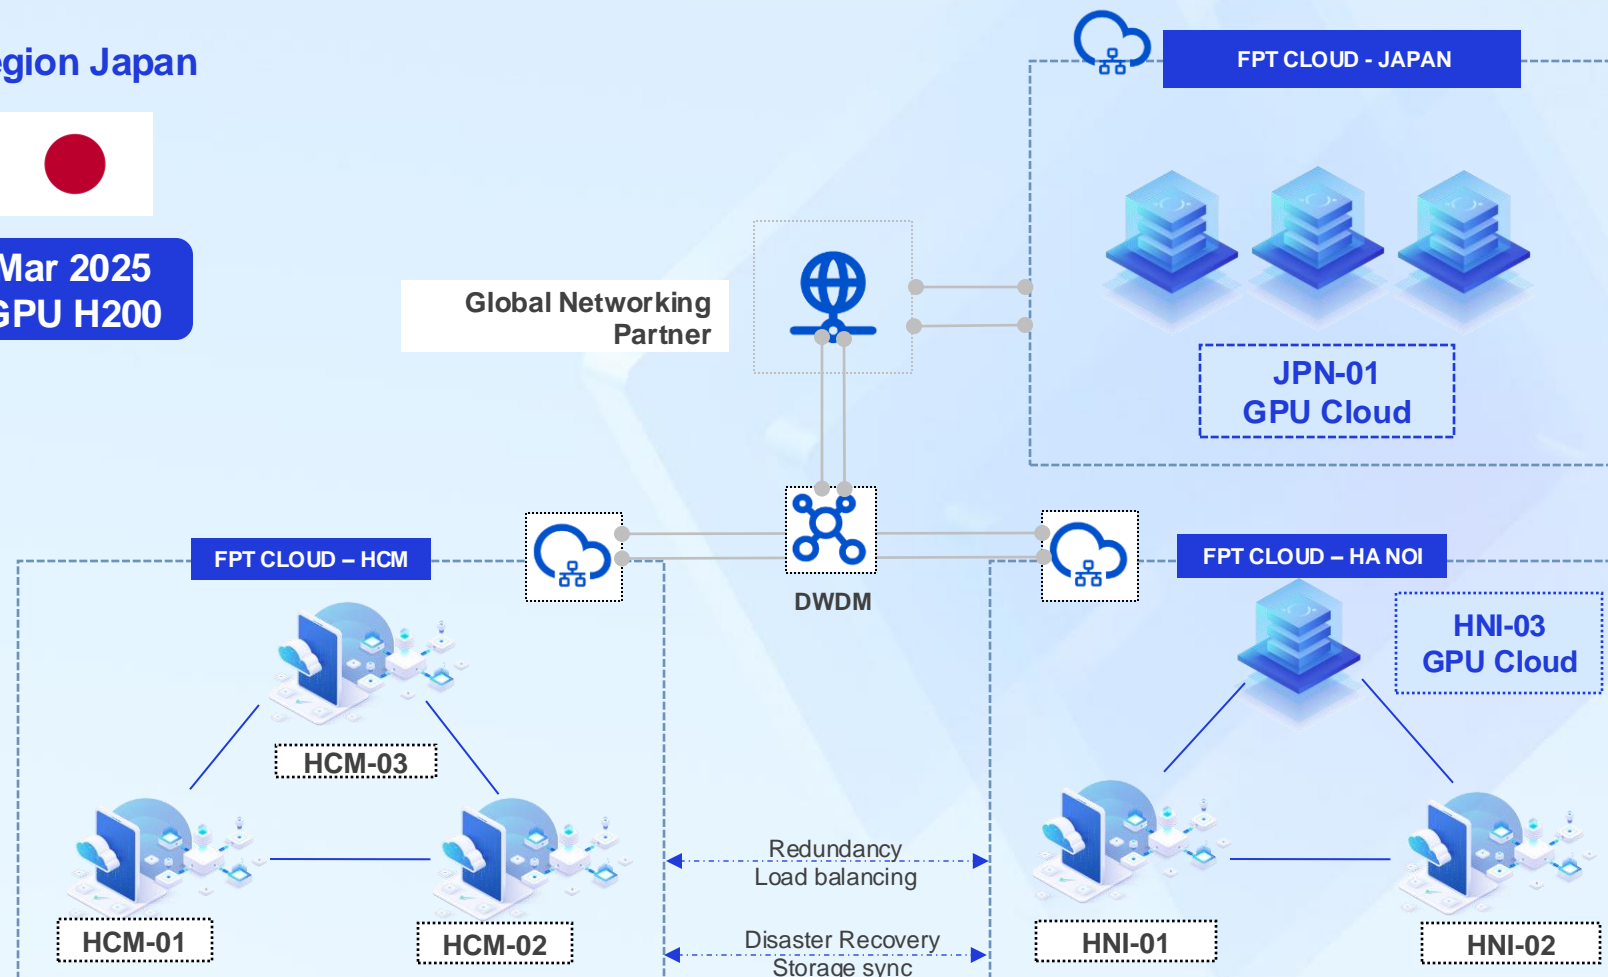 egion Japan
Mar 2025
GPU H200
FPT CLOUD - JAPAN
Global Networking
Partner
JPN-01
GPU Cloud
FPT CLOUD – HCM
DWDM
FPT CLOUD – HA NOI
HNI-03
GPU Cloud
HCM-03
Redundancy
Load balancing
HCM-01
HCM-02
Disaster Recovery
Storage sync
HNI-01
HNI-02